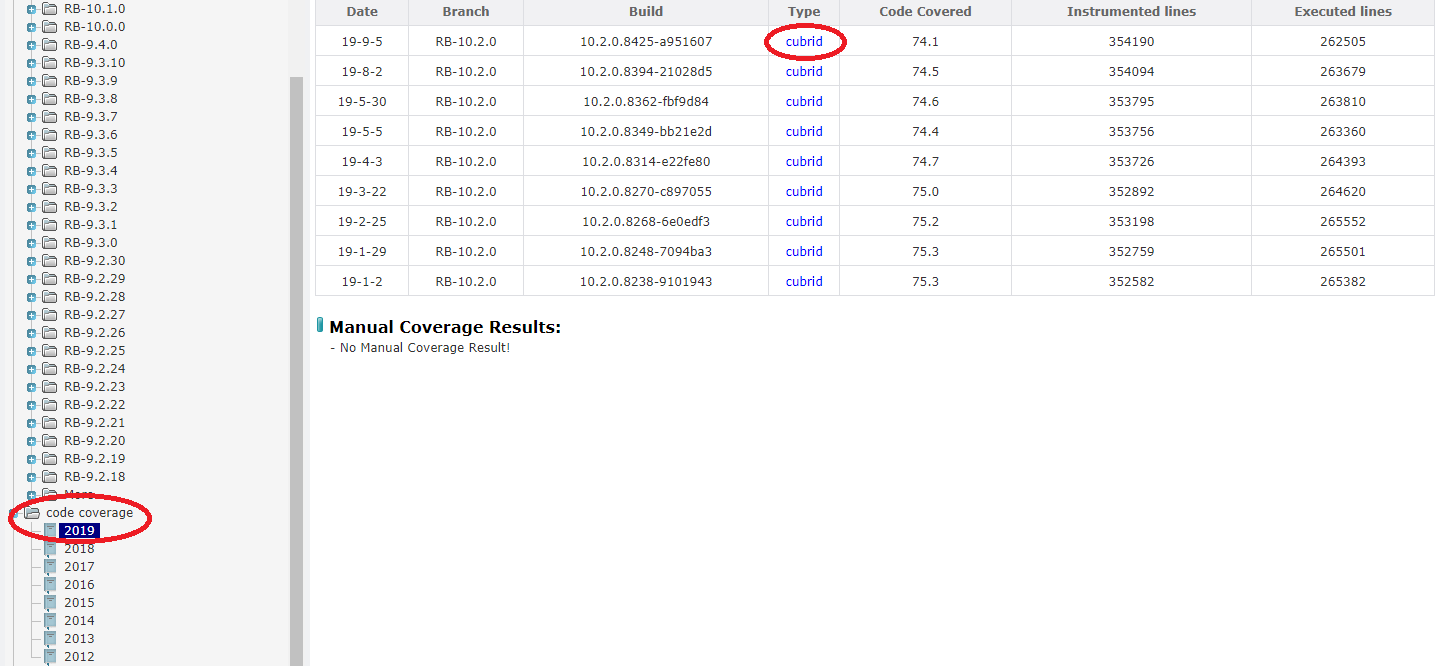 RB-10.1.0
RB-10.0.0
RB-9.4.0
RB-9.3.10
RB-9.3.9
RB-9.3.8
RB-9.3.7
RB-9.3.6
RB-9.3.5
RB-9.3.4
RB-9.3.3
RB-9.3.2
RB-9.3.1
RB-9.3.0
RB-9.2.30
RB-9.2.29
RB-9.2.28
RB-9.2.27
RB-9.2.26
RB-9.2.25
RB-9.2.24
RB-9.2.23
RB-9.2.22
RB-9.2.21
RB-9.2.20
RB-9.2.19
RB-9.2.18
More
code coverage
2019
2018
2017
2016
2015
2014
2013
2012
Date Branch Build Type Code Covered Instrumented lines Executed lines
19-9-5 RB-10.2.0 10.2.0.8425-a951607 cubrid 74.1 354190 262505
19-8-2 RB-10.2.0 10.2.0.8394-21028d5 cubrid 74.5 354094 263679
19-5-30 RB-10.2.0 10.2.0.8362-fbf9d84 cubrid 74.6 353795 263810
19-5-5 RB-10.2.0 10.2.0.8349-bb21e2d cubrid 74.4 353756 263360
19-4-3 RB-10.2.0 10.2.0.8314-e22fe80 cubrid 74.7 353726 264393
19-3-22 RB-10.2.0 10.2.0.8270-c897055 cubrid 75.0 352892 264620
19-2-25 RB-10.2.0 10.2.0.8268-6e0edf3 cubrid 75.2 353198 265552
19-1-29 RB-10.2.0 10.2.0.8248-7094ba3 cubrid 75.3 352759 265501
19-1-2 RB-10.2.0 10.2.0.8238-9101943 cubrid 75.3 352582 265382
Manual Coverage Results:
- No Manual Coverage Result!